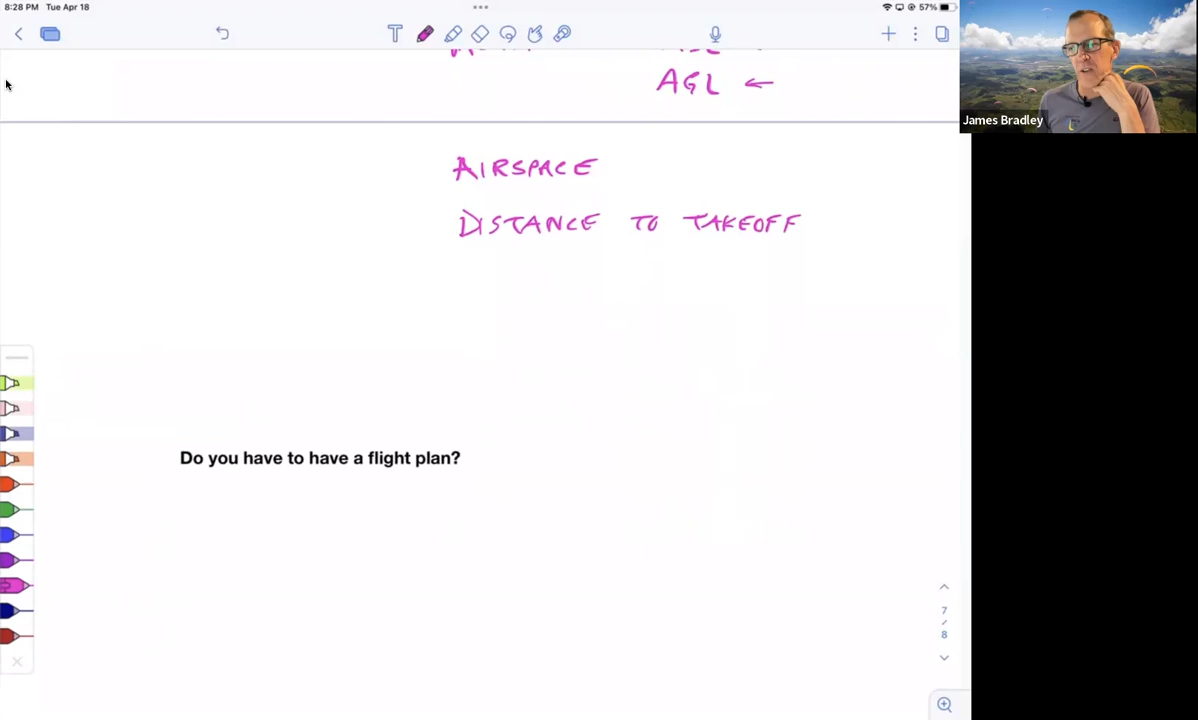 8:28 PM Tue Apr 18
57%
AGL ←
James Bradley
AIRSPACE
DISTANCE TO TAKEOFF
Do you have to have a flight plan?
7
/
8